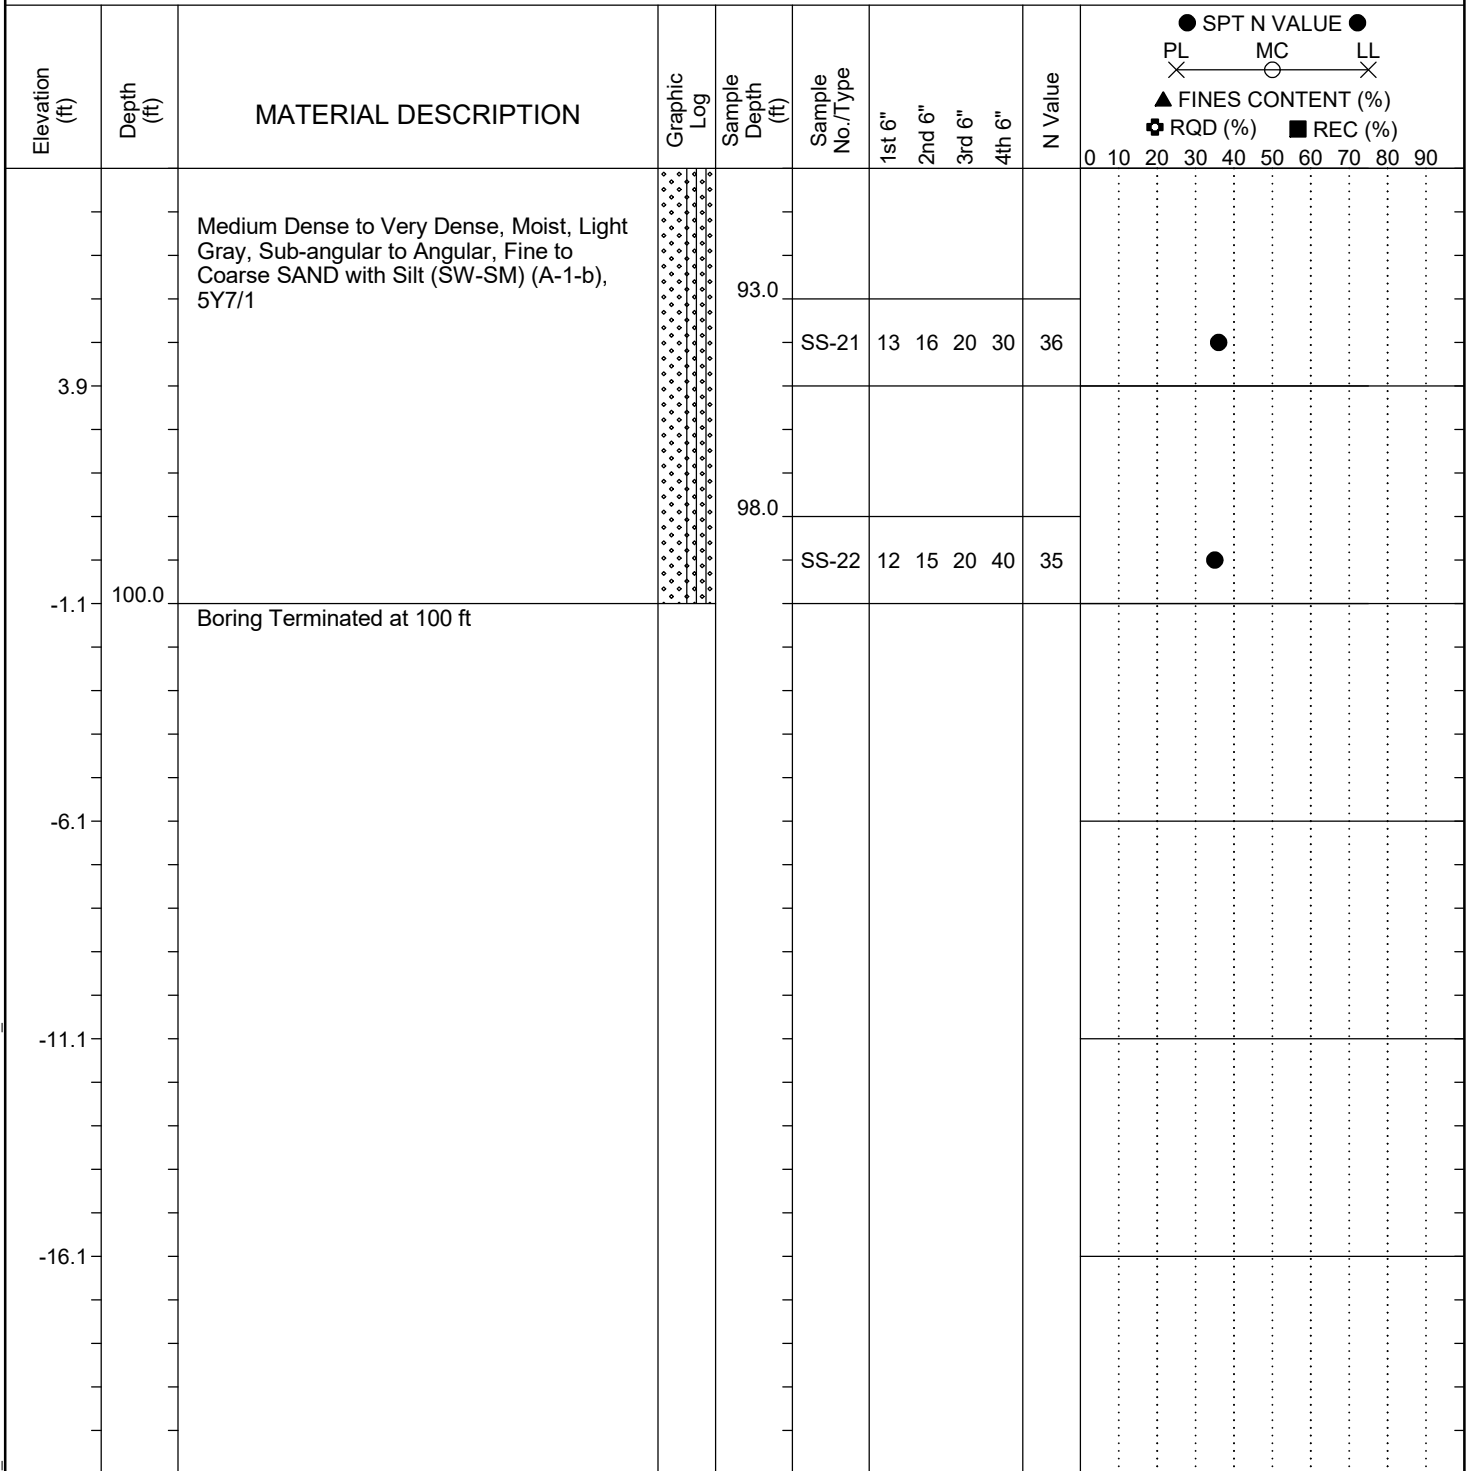 Elevation
(ft)
Depth
(ft)
MATERIAL DESCRIPTION
Graphic
Log
Sample
Depth
(ft)
Sample
No./Type
1st 6"
2nd 6"
3rd 6"
4th 6"
N Value
● SPT N VALUE ●
PL MC LL
▲ FINES CONTENT (%)
RQD (%) ■ REC (%)
0 10 20 30 40 50 60 70 80 90
Medium Dense to Very Dense, Moist, Light
Gray, Sub-angular to Angular, Fine to
Coarse SAND with Silt (SW-SM) (A-1-b),
5Y7/1
93.0
SS-21 13 16 20 30 36
3.9
98.0
SS-22 12 15 20 40 35
-1.1 100.0
Boring Terminated at 100 ft
-6.1
-11.1
-16.1